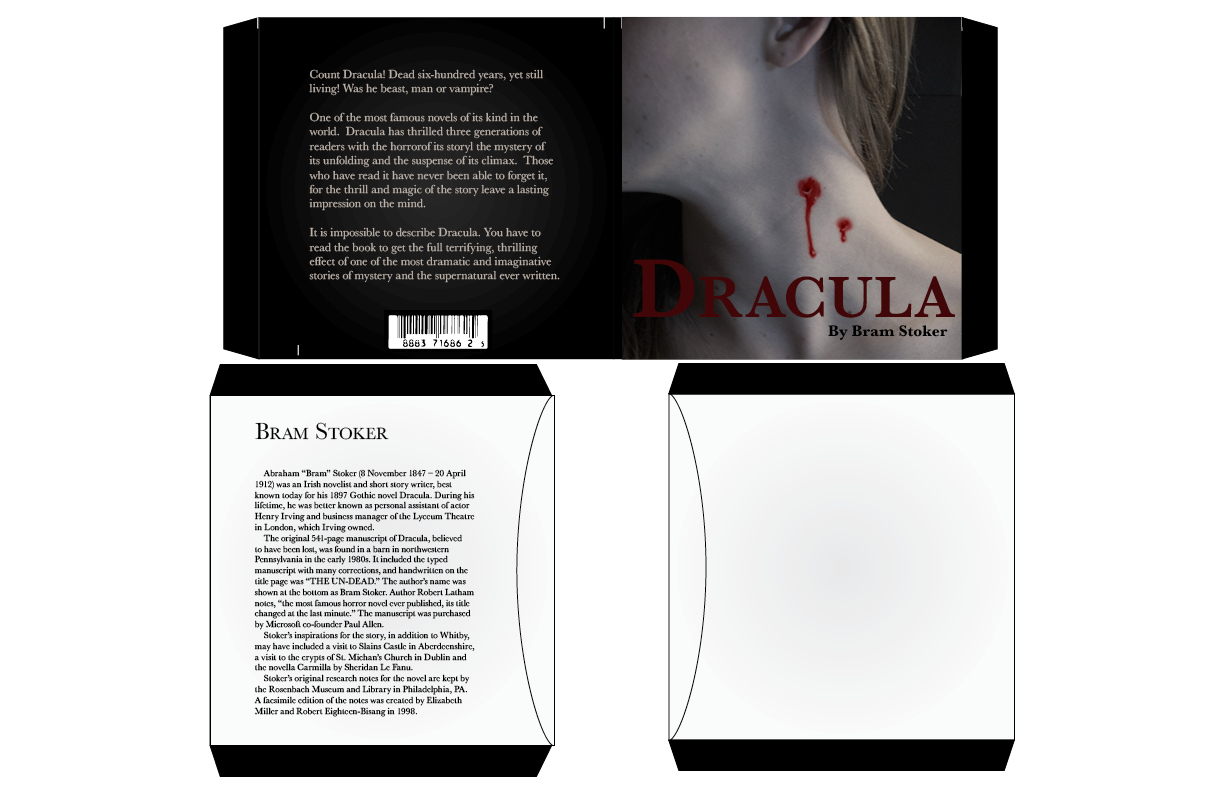 Count Dracula! Dead six-hundred years, yet still
living! Was he beast, man or vampire?
One of the most famous novels of its kind in the
world. Dracula has thrilled three generations of
readers with the horrorof its storyl the mystery of
its unfolding and the suspense of its climax. Those
who have read it have never been able to forget it,
for the thrill and magic of the story leave a lasting
impression on the mind.
It is impossible to describe Dracula. You have to
read the book to get the full terrifying, thrilling
effect of one of the most dramatic and imaginative
stories of mystery and the supernatural ever written.
8883 71686 2 3
DRACULA
By Bram Stoker
BRAM STOKER
Abraham “Bram” Stoker (8 November 1847 – 20 April
1912) was an Irish novelist and short story writer, best
known today for his 1897 Gothic novel Dracula. During his
lifetime, he was better known as personal assistant of actor
Henry Irving and business manager of the Lyceum Theatre
in London, which Irving owned.
The original 541-page manuscript of Dracula, believed
to have been lost, was found in a barn in northwestern
Pennsylvania in the early 1980s. It included the typed
manuscript with many corrections, and handwritten on the
title page was “THE UN-DEAD.” The author’s name was
shown at the bottom as Bram Stoker. Author Robert Latham
notes, “the most famous horror novel ever published, its title
changed at the last minute.” The manuscript was purchased
by Microsoft co-founder Paul Allen.
Stoker’s inspirations for the story, in addition to Whitby,
may have included a visit to Slains Castle in Aberdeenshire,
a visit to the crypts of St. Michan’s Church in Dublin and
the novella Carmilla by Sheridan Le Fanu.
Stoker’s original research notes for the novel are kept by
the Rosenbach Museum and Library in Philadelphia, PA.
A facsimile edition of the notes was created by Elizabeth
Miller and Robert Eighteen-Bisang in 1998.